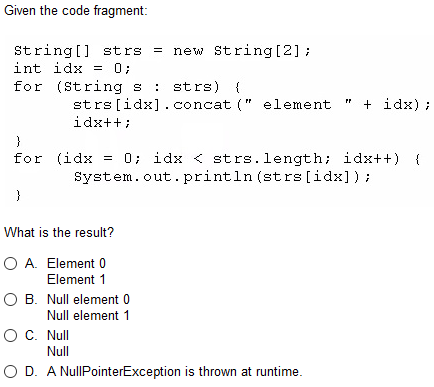 Given the code fragment:
String[] strs = new String[2];
int idx = 0;
for (String s : strs) {
strs[idx].concat(" element " + idx);
idx++;
}
for (idx = 0; idx < strs.length; idx++) {
System.out.println(strs[idx]);
}
What is the result?
A. Element 0
Element 1
B. Null element 0
Null element 1
C. Null
Null
D. A NullPointerException is thrown at runtime.